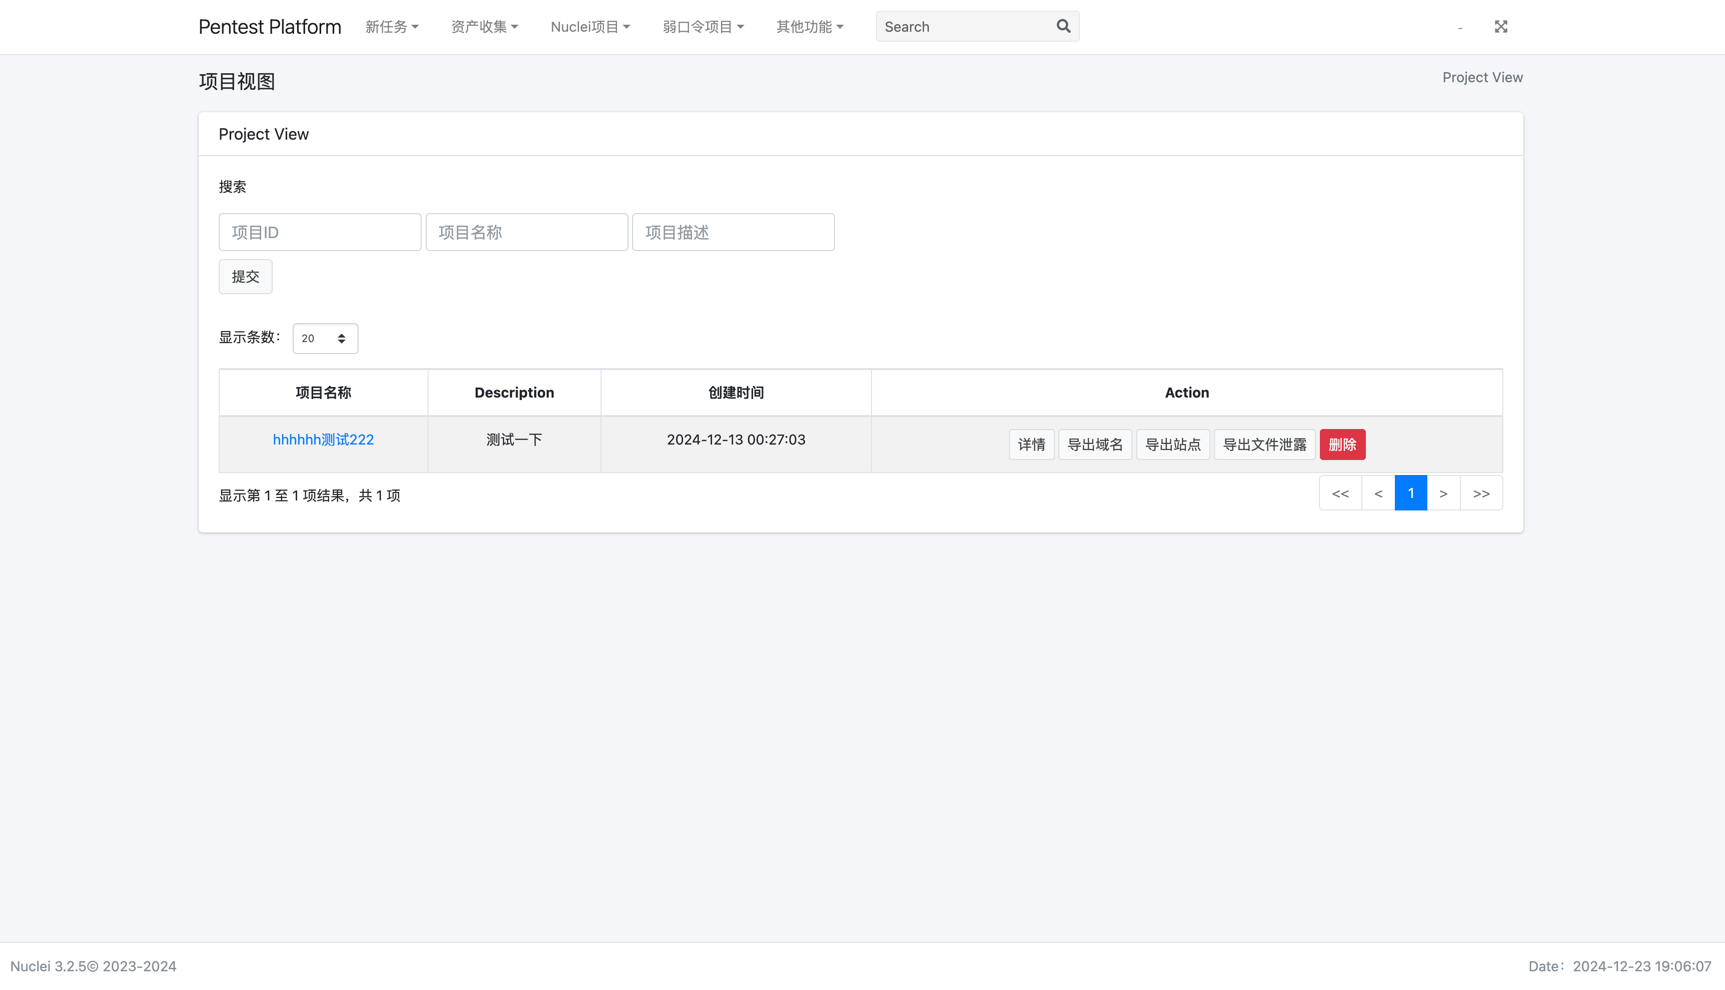 Pentest Platform 新任务 资产收集 Nuclei项目 弱口令项目 其他功能 Search -
项目视图 Project View
Project View
搜索
项目ID 项目名称 项目描述
提交
显示条数： 20
项目名称 Description 创建时间 Action
hhhhhh测试222 测试一下 2024-12-13 00:27:03 详情 导出域名 导出站点 导出文件泄露 删除
显示第 1 至 1 项结果，共 1 项 << < 1 > >>
Nuclei 3.2.5© 2023-2024 Date：2024-12-23 19:06:07